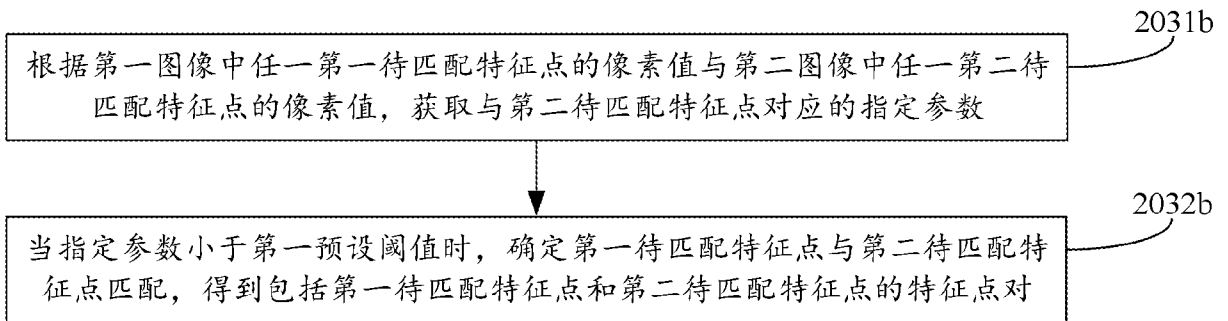 2031b
根据第一图像中任一第一待匹配特征点的像素值与第二图像中任一第二待
匹配特征点的像素值，获取与第二待匹配特征点对应的指定参数
2032b
当指定参数小于第一预设阈值时，确定第一待匹配特征点与第二待匹配特
征点匹配，得到包括第一待匹配特征点和第二待匹配特征点的特征点对